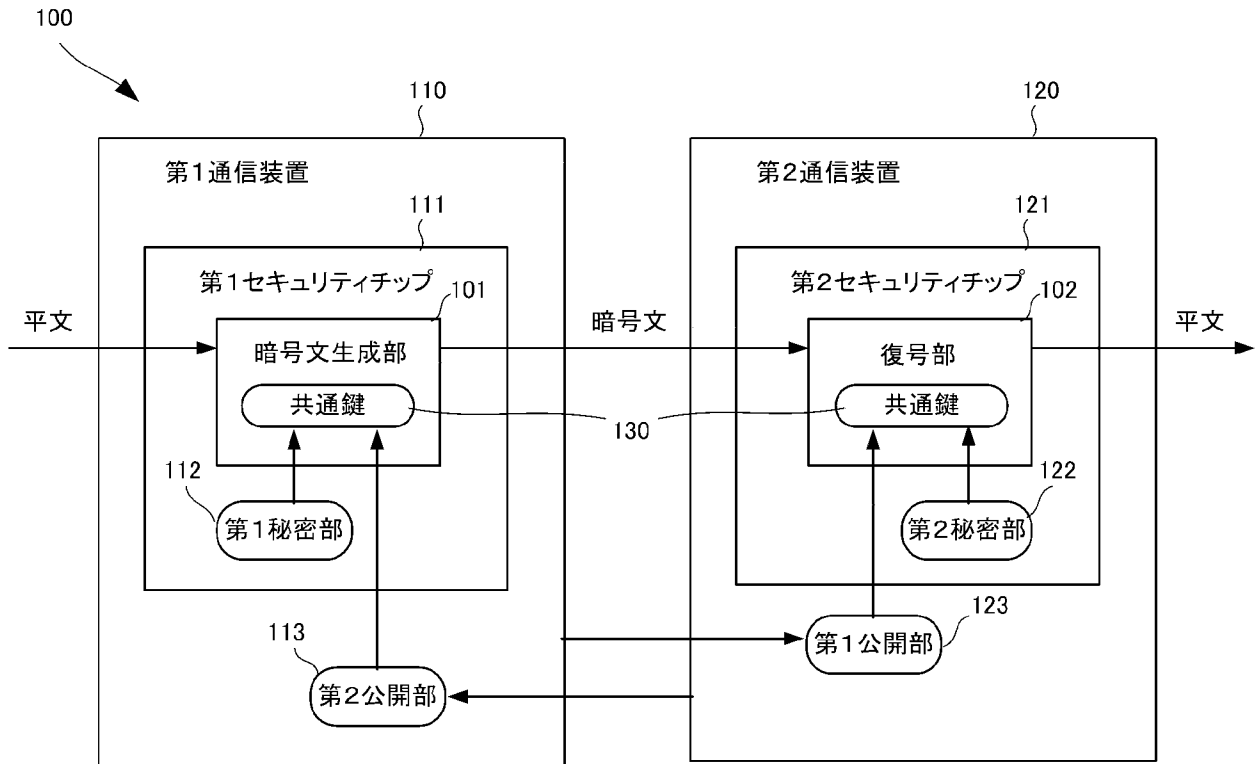 100
110
120
第1通信装置
第2通信装置
111
121
第1セキュリティチップ
第2セキュリティチップ
101
102
平文
暗号文
平文
暗号文生成部
復号部
共通鍵
共通鍵
130
112
122
第1秘密部
第2秘密部
113
123
第1公開部
第2公開部